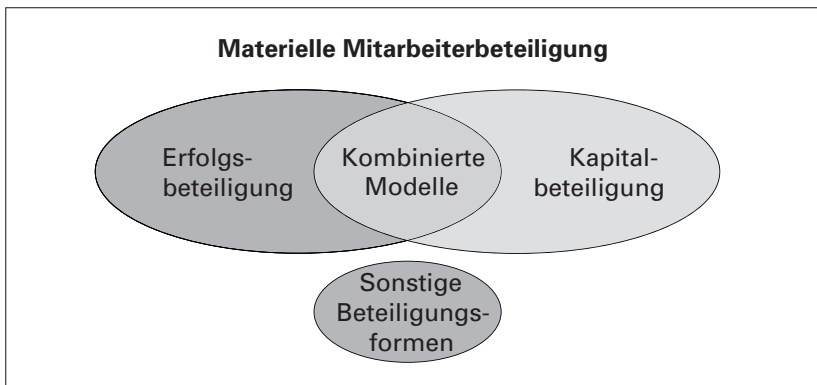 Materielle Mitarbeiterbeteiligung
Erfolgs-
beteiligung
Kombinierte
Modelle
Kapital-
beteiligung
Sonstige
Beteiligungs-
formen